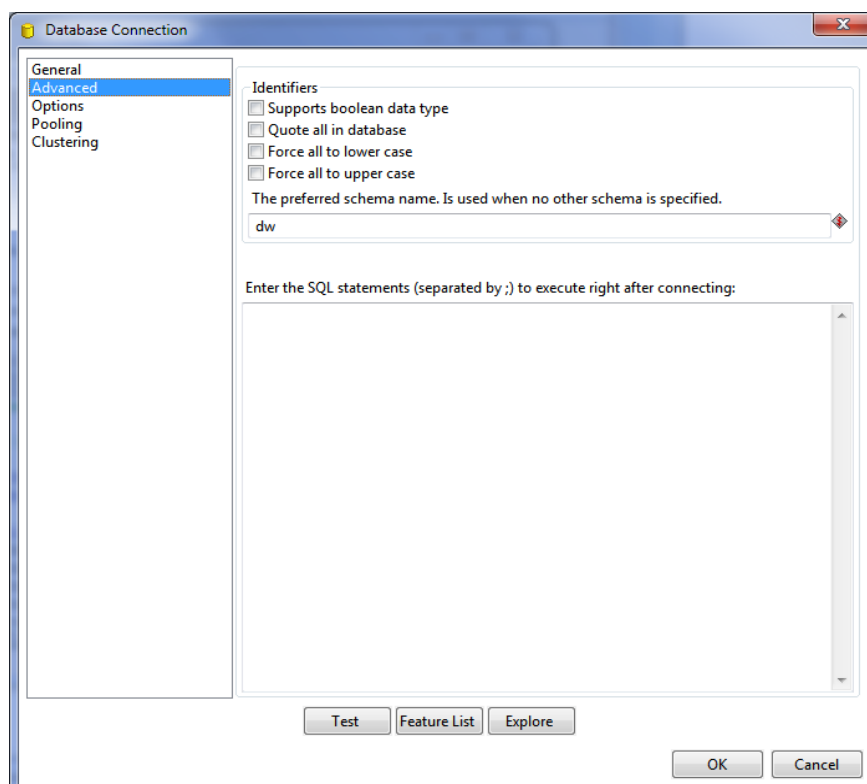 Database Connection
General
Advanced
Options
Pooling
Clustering
Identifiers
Supports boolean data type
Quote all in database
Force all to lower case
Force all to upper case
The preferred schema name. Is used when no other schema is specified.
dw
Enter the SQL statements (separated by ;) to execute right after connecting:
Test
Feature List
Explore
OK
Cancel